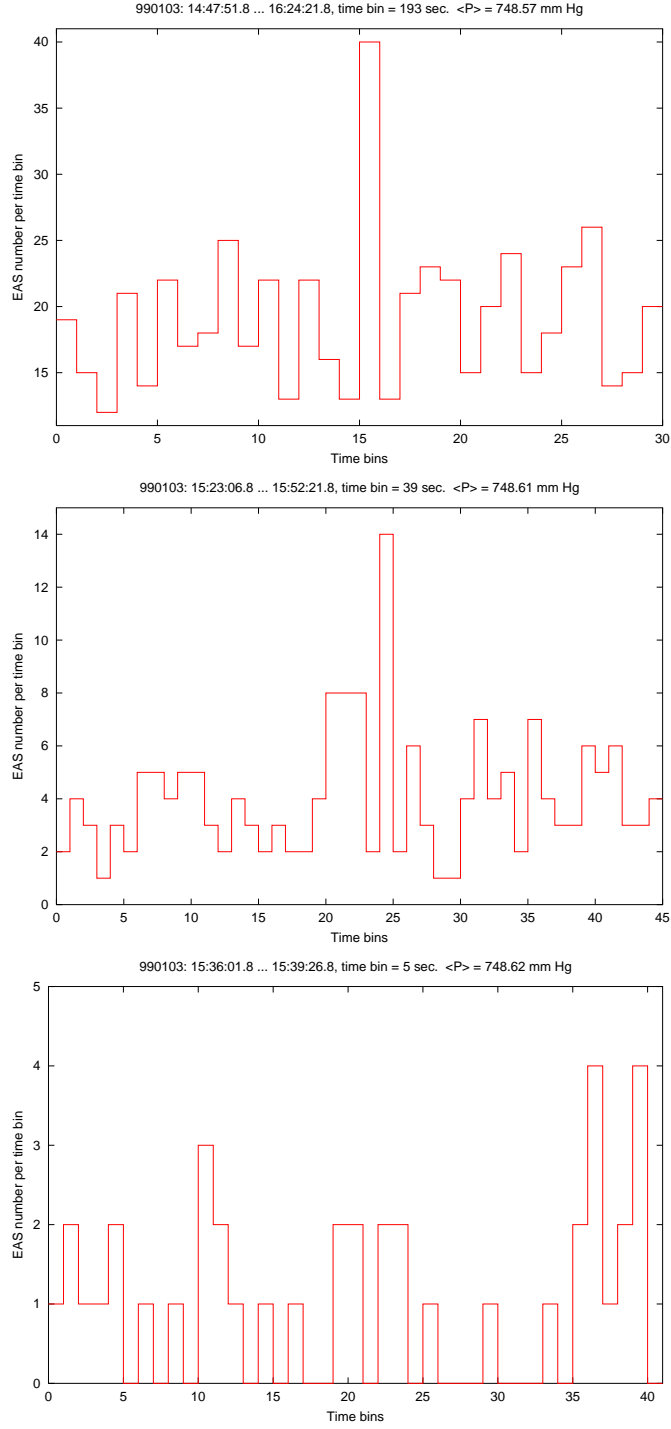 990103: 14:47:51.8 ... 16:24:21.8, time bin = 193 sec. <P> = 748.57 mm Hg
40
35
30
25
20
15
EAS number per time bin
0 5 10 15 20 25 30
Time bins
990103: 15:23:06.8 ... 15:52:21.8, time bin = 39 sec. <P> = 748.61 mm Hg
14
12
10
8
6
4
2
0
EAS number per time bin
0 5 10 15 20 25 30 35 40 45
Time bins
990103: 15:36:01.8 ... 15:39:26.8, time bin = 5 sec. <P> = 748.62 mm Hg
5
4
3
2
1
0
EAS number per time bin
0 5 10 15 20 25 30 35 40
Time bins